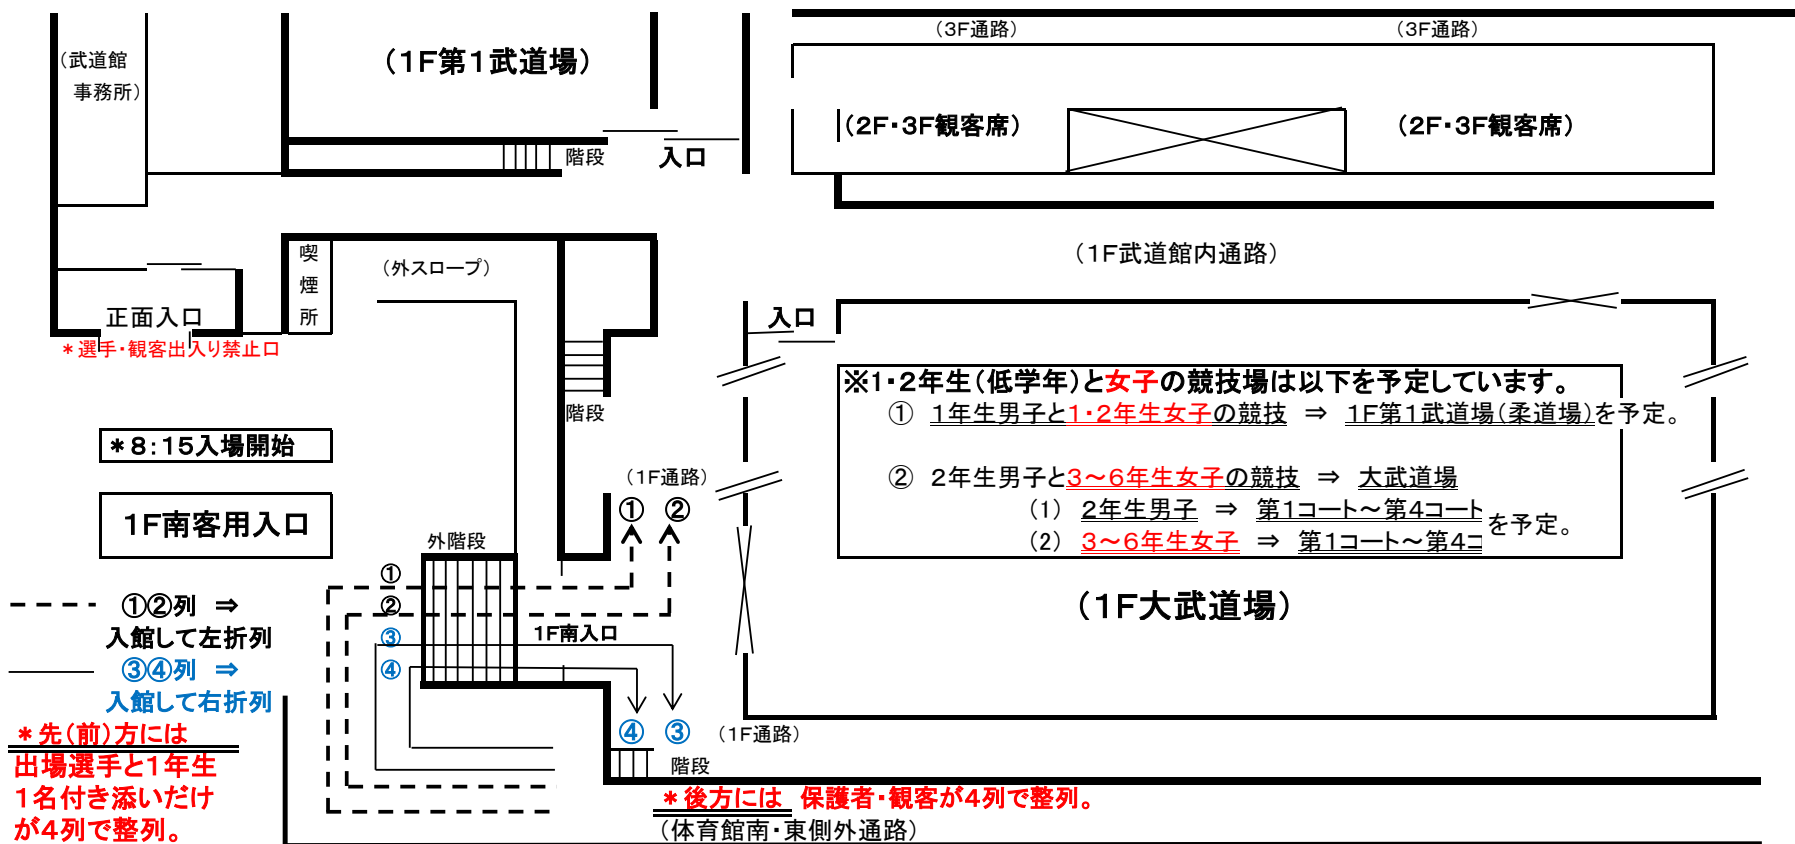 （3F通路）
（3F通路）
（武道館
事務所）
（1F第1武道場）
（2F・3F観客席）
（2F・3F観客席）
階段
入口
喫
煙
所
（外スロープ）
（1F武道館内通路）
正面入口
＊選手・観客出入り禁止口
入口
※1・2年生（低学年）と女子の競技場は以下を予定しています。
① 1年生男子と1・2年生女子の競技 ⇒ 1F第1武道場（柔道場）を予定。
階段
＊8：15入場開始
（1F通路）
② 2年生男子と3～6年生女子の競技 ⇒ 大武道場
① ②
（1） 2年生男子 ⇒ 第1コート～第4コート
を予定。
（2） 3～6年生女子 ⇒ 第1コート～第4コ
1F南客用入口
外階段
①
②
③
④
1F南入口
（1F大武道場）
①②列 ⇒
入館して左折列
③④列 ⇒
入館して右折列
④ ③ （1F通路）
階段
＊先（前）方には
出場選手と1年生
1名付き添いだけ
が4列で整列。
＊後方には 保護者・観客が4列で整列。
（体育館南・東側外通路）